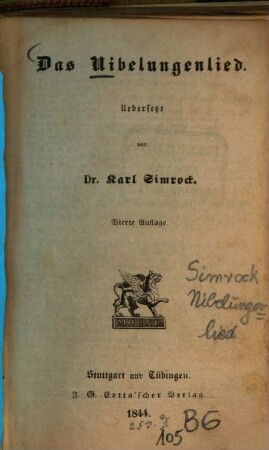 Das Nibelungenlied.
Uebersetzt
von
Dr. Karl Simrock.
Vierte Auflage.
Simrock
Nibelungen=
lied
Stuttgart und Tübingen.
J. G. Cotta'scher Verlag.
1844.
B6
105